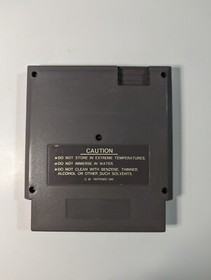 CAUTION
•DO NOT STORE IN EXTREME TEMPERATURES.
•DO NOT IMMERSE IN WATER.
•DO NOT CLEAN WITH BENZENE, THINNER,
ALCOHOL OR OTHER SUCH SOLVENTS.